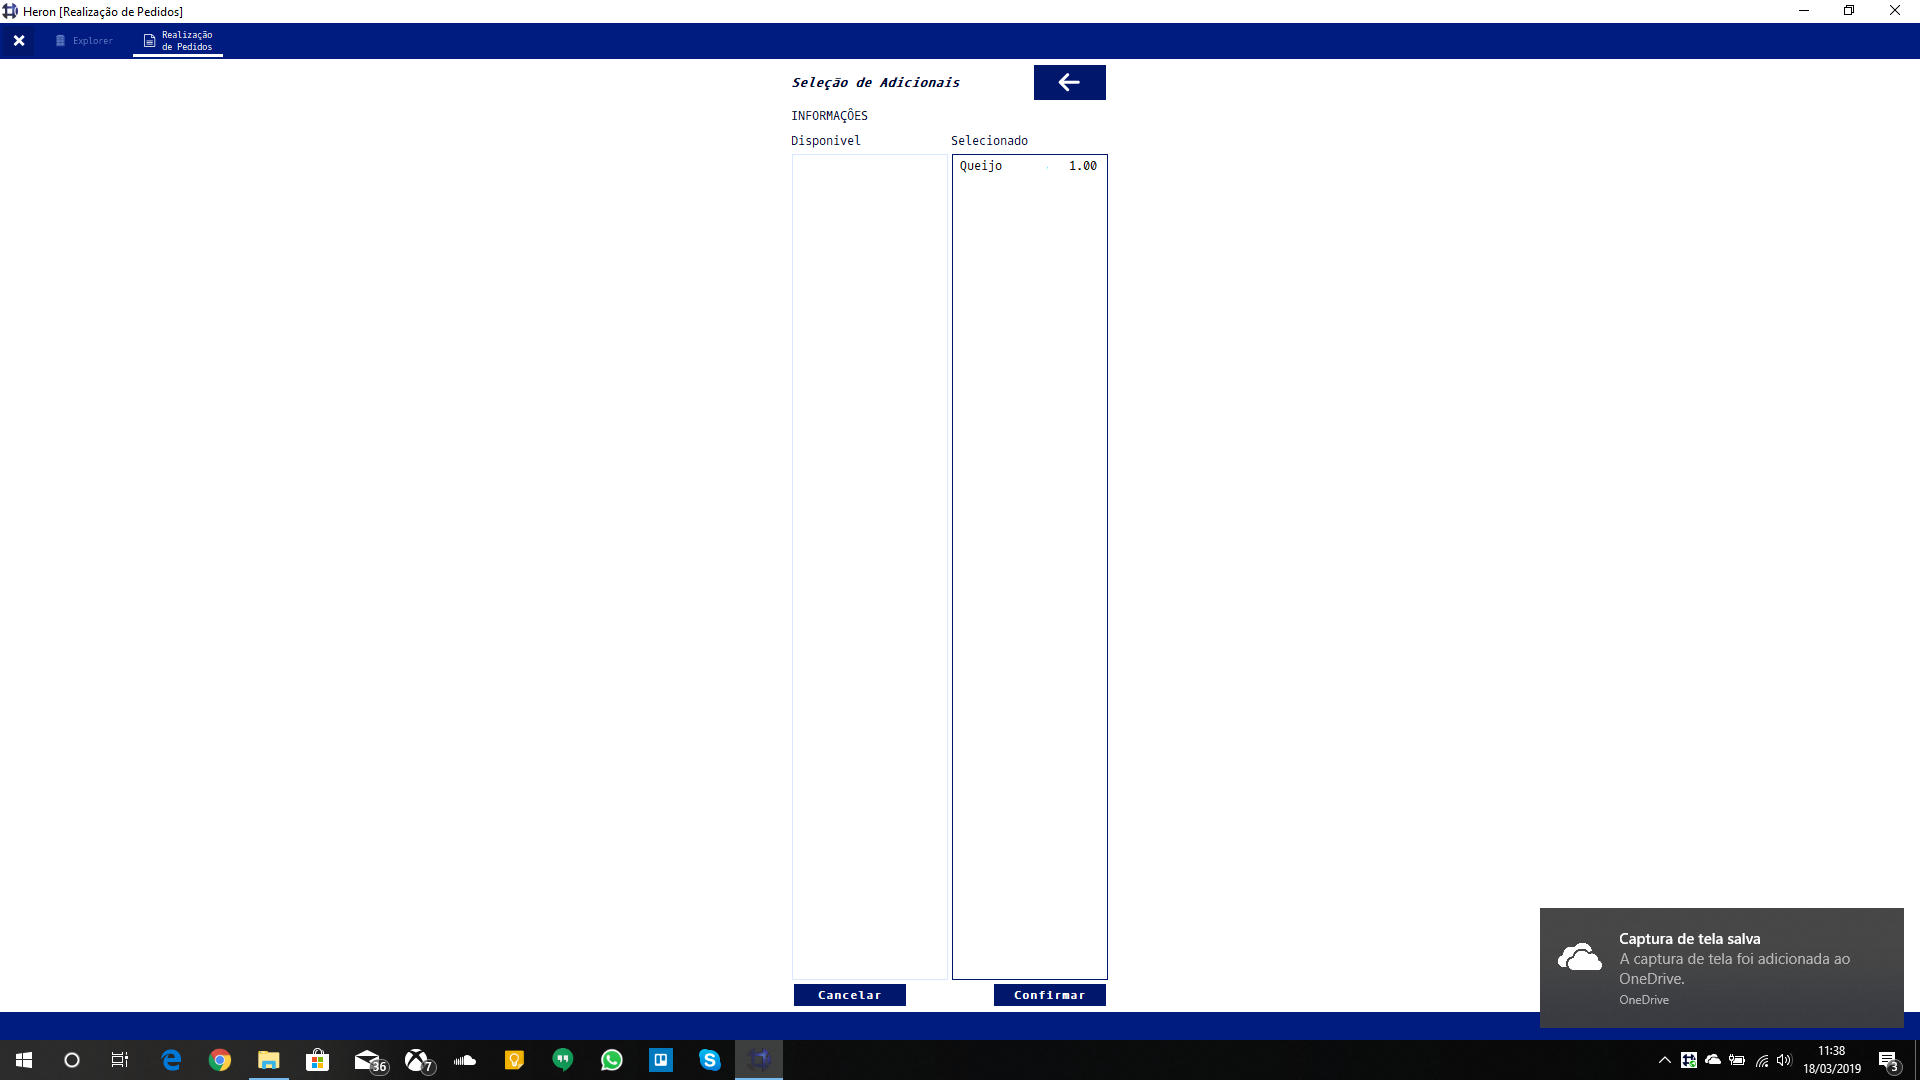 Heron [Realização de Pedidos]
Explorer
Realização
de Pedidos
Seleção de Adicionais
INFORMAÇÕES
Disponivel
Selecionado
Queijo 1.00
Cancelar
Confirmar
Captura de tela salva
A captura de tela foi adicionada ao
OneDrive.
OneDrive
36
7
11:38
18/03/2019
3